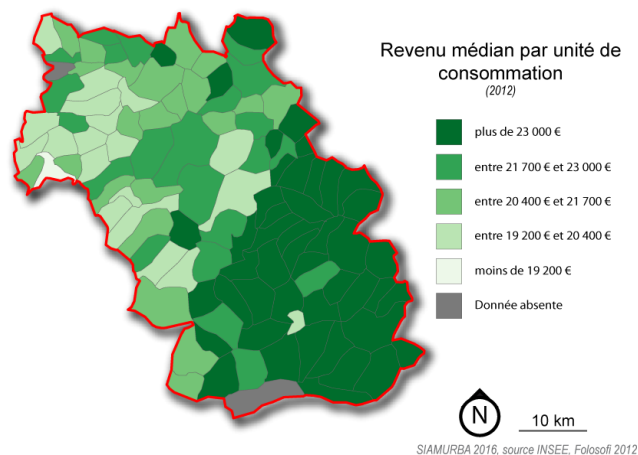 Revenu médian par unité de
consommation
(2012)
plus de 23 000 €
entre 21 700 € et 23 000 €
entre 20 400 € et 21 700 €
entre 19 200 € et 20 400 €
moins de 19 200 €
Donnée absente
N
10 km
SIAMURBA 2016, source INSEE, Folosofi 2012